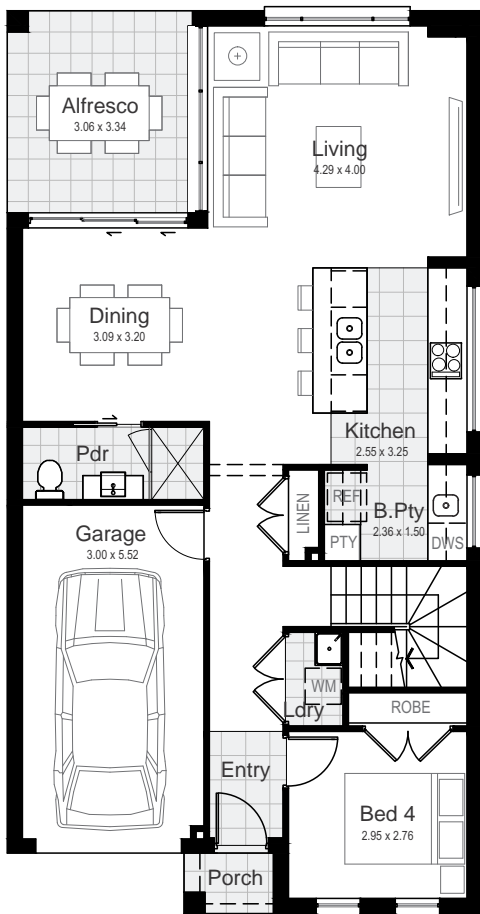 Alfresco
3.06 x 3.34
Living
4.29 x 4.00
Dining
3.09 x 3.20
Kitchen
2.55 x 3.25
Pdr
LINEN
REF
B.Pty
2.36 x 1.50
PTY
DWS
Garage
3.00 x 5.52
WM
Ldry
ROBE
Entry
Bed 4
2.95 x 2.76
Porch